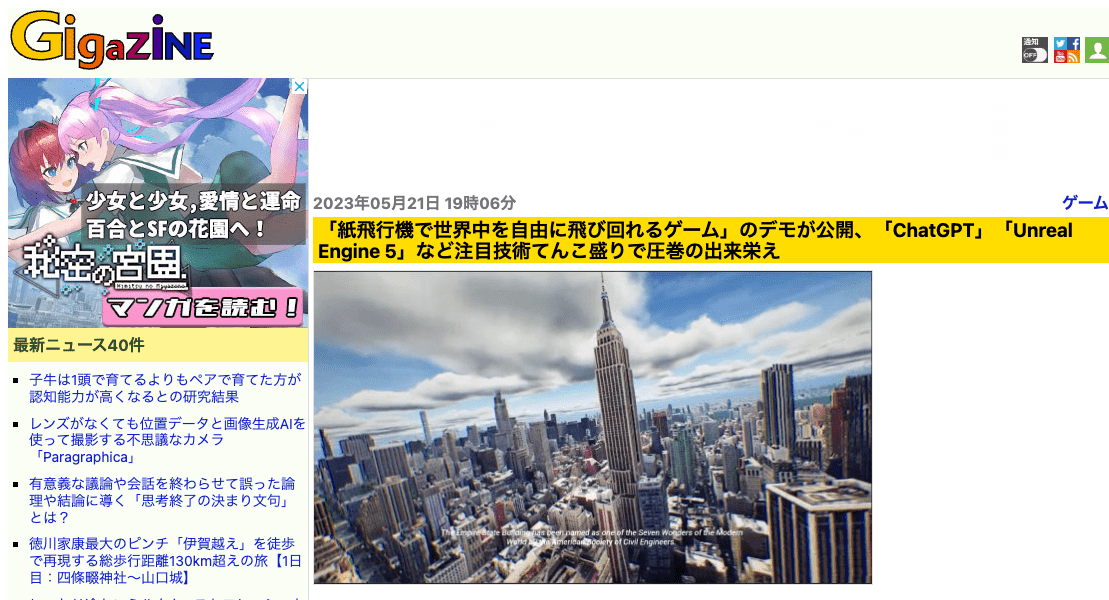 GigaZiNE
通知
OFF
You
少女と少女,愛情と運命
百合とSFの花園へ！
秘密の宮園
Himitsu no Miyazono
マンガを読む！
最新ニュース40件
子牛は1頭で育てるよりもペアで育てた方が
認知能力が高くなるとの研究結果
レンズがなくても位置データと画像生成AIを
使って撮影する不思議なカメラ
「Paragraphica」
有意義な議論や会話を終わらせて誤った論
理や結論に導く「思考終了の決まり文句」
とは？
徳川家康最大のピンチ「伊賀越え」を徒歩
で再現する総歩行距離130km超えの旅【1日
目：四條畷神社～山口城】
2023年05月21日 19時06分
ゲーム
「紙飛行機で世界中を自由に飛び回れるゲーム」のデモが公開、「ChatGPT」「Unreal
Engine 5」など注目技術てんこ盛りで圧巻の出来栄え
The Empire State Building has been named as one of the Seven Wonders of the Modern
World by the American Society of Civil Engineers.